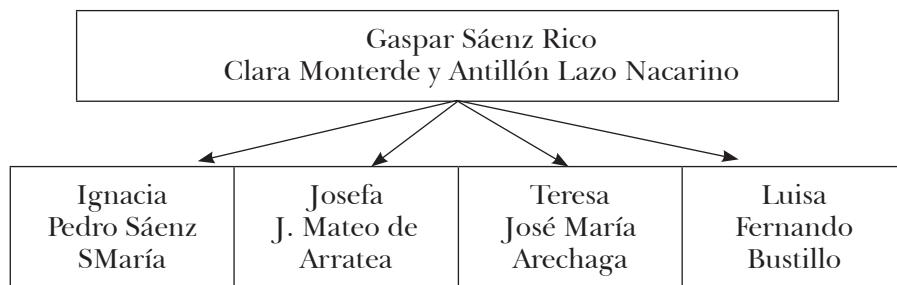 Gaspar Sáenz Rico
Clara Monterde y Antillón Lazo Nacarino
Ignacia
Pedro Sáenz
SMaría
Josefa
J. Mateo de
Arratea
Teresa
José María
Arechaga
Luisa
Fernando
Bustillo